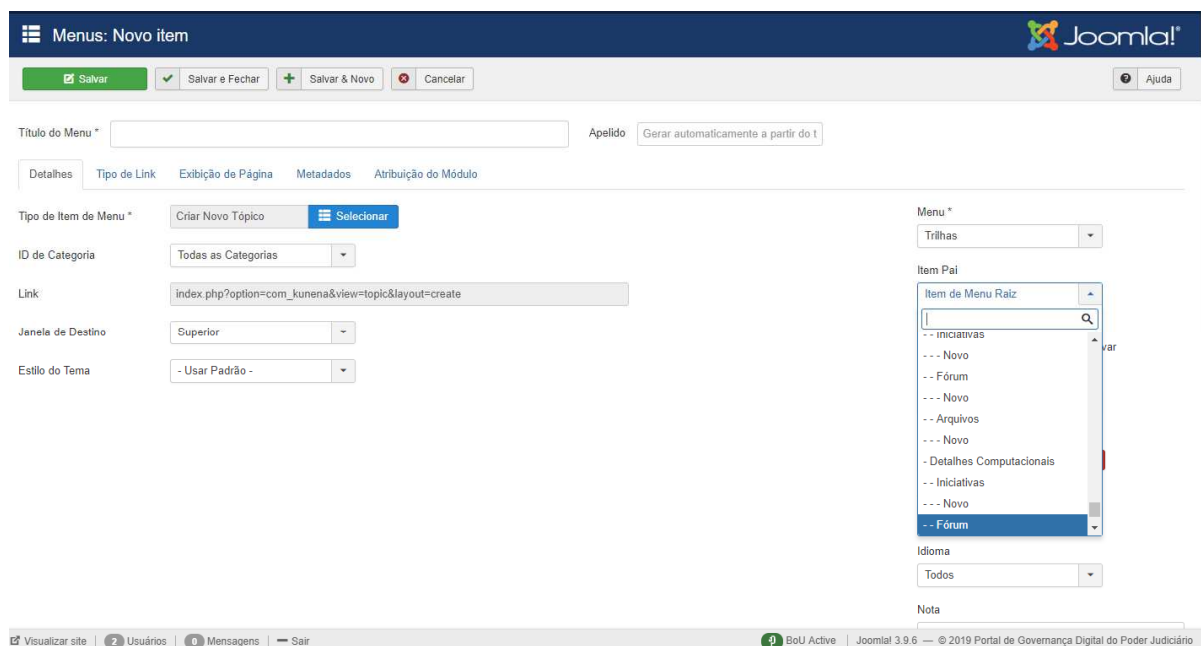 Menus: Novo item
Joomla!®
Salvar Salvar e Fechar Salvar & Novo Cancelar Ajuda
Título do Menu * Apelido Gerar automaticamente a partir do t
Detalhes Tipo de Link Exibição de Página Metadados Atribuição do Módulo
Tipo de Item de Menu * Criar Novo Tópico Selecionar
ID de Categoria Todas as Categorias
Link index.php?option=com_kunena&view=topic&layout=create
Janela de Destino Superior
Estilo do Tema - Usar Padrão -
Menu *
Trilhas
Item Pai
Item de Menu Raiz
- - Iniciativas
- - - Novo
- - Fórum
- - - Novo
- - Arquivos
- - - Novo
- Detalhes Computacionais
- - Iniciativas
- - - Novo
- - Fórum
Idioma
Todos
Nota
Visualizar site | 2 Usuários | 0 Mensagens | Sair BoU Active | Joomla! 3.9.6 — © 2019 Portal de Governança Digital do Poder Judiciário